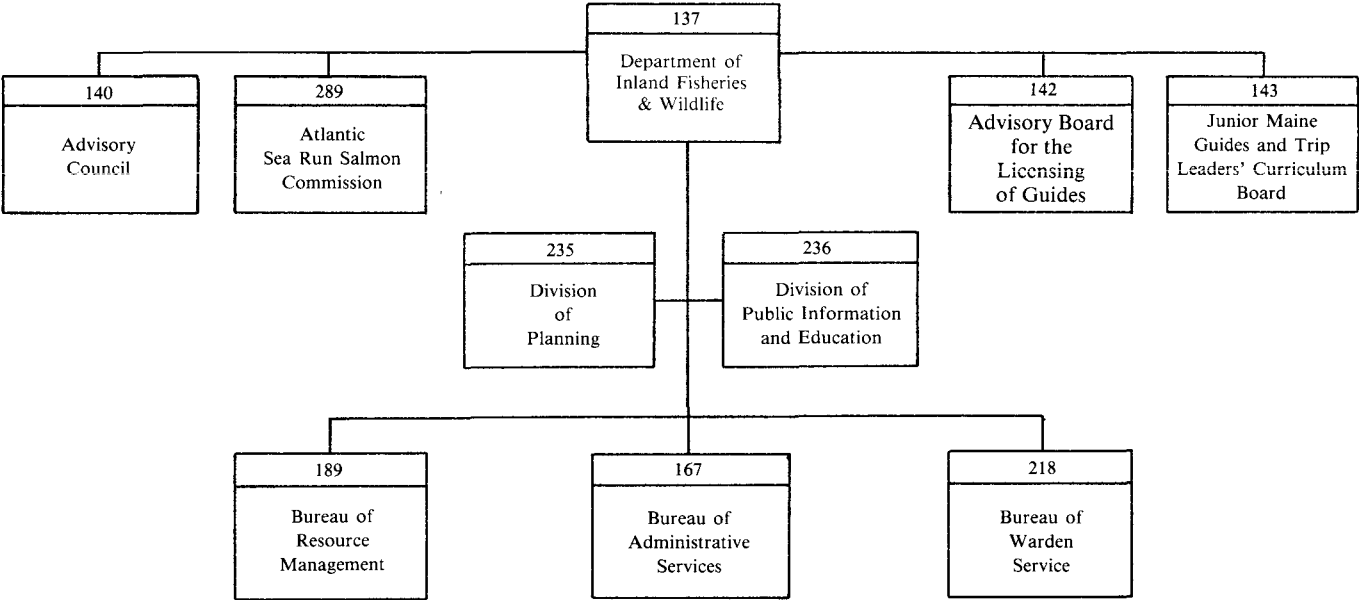 137
Department of
Inland Fisheries
& Wildlife
140
Advisory
Council
289
Atlantic
Sea Run Salmon
Commission
142
Advisory Board
for the
Licensing
of Guides
143
Junior Maine
Guides and Trip
Leaders' Curriculum
Board
235
Division
of
Planning
236
Division of
Public Information
and Education
189
Bureau of
Resource
Management
167
Bureau of
Administrative
Services
218
Bureau of
Warden
Service